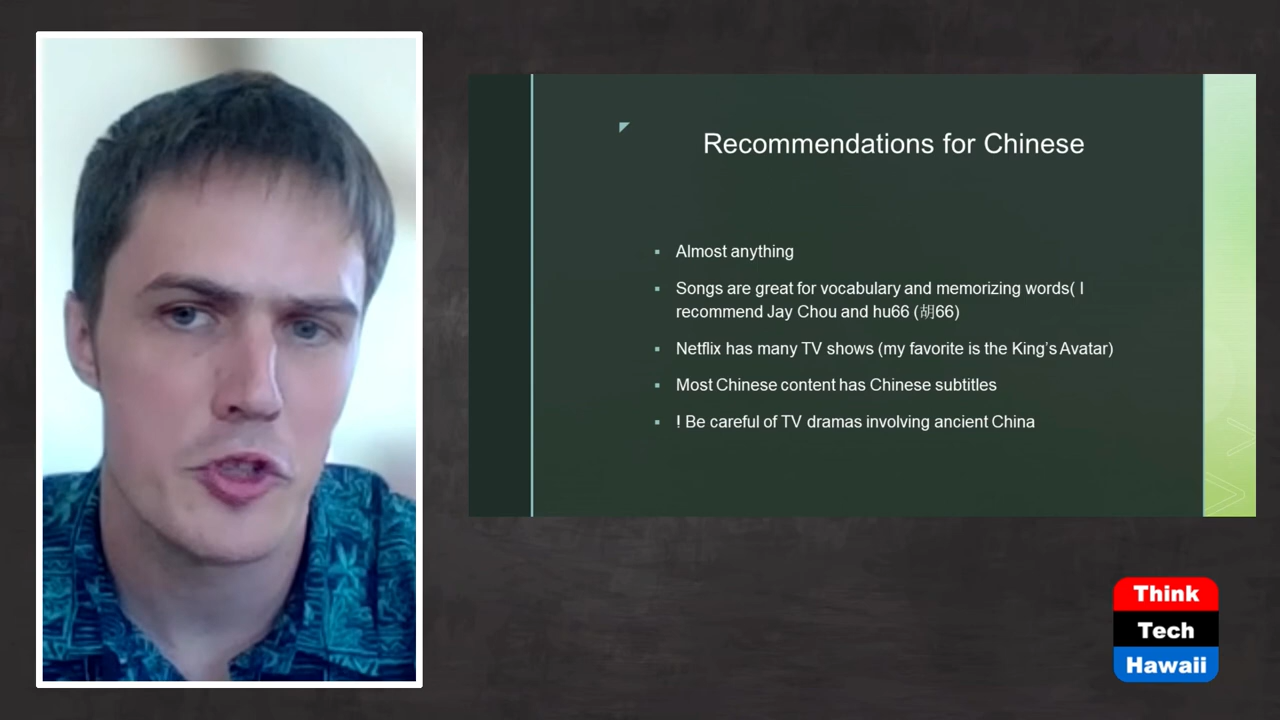 Recommendations for Chinese
Almost anything
Songs are great for vocabulary and memorizing words( I
recommend Jay Chou and hu66 (胡66)
Netflix has many TV shows (my favorite is the King's Avatar)
Most Chinese content has Chinese subtitles
! Be careful of TV dramas involving ancient China
Think
Tech
Hawaii